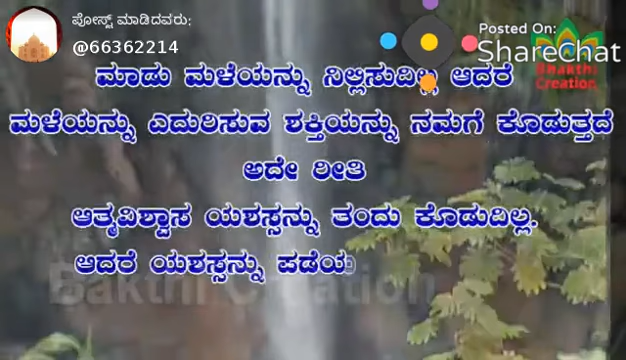 ಪೋಸ್ಟ್ ಮಾಡಿದವರು:
@66362214
Posted On:
ShareChat
Bakthi
Creation
ಮಾಡು ಮಳೆಯನ್ನು ನಿಲ್ಲಿಸುದಿಲ್ಲ ಆದರೆ
ಮಳೆಯನ್ನು ಎದುರಿಸುವ ಶಕ್ತಿಯನ್ನು ನಮಗೆ ಕೊಡುತ್ತದೆ
ಅದೇ ರೀತಿ
ಆತ್ಮವಿಶ್ವಾಸ ಯಶಸ್ಸನ್ನು ತಂದು ಕೊಡುದಿಲ್ಲ.
ಆದರೆ ಯಶಸ್ಸನ್ನು ಪಡೆಯ
Bakthi Creation